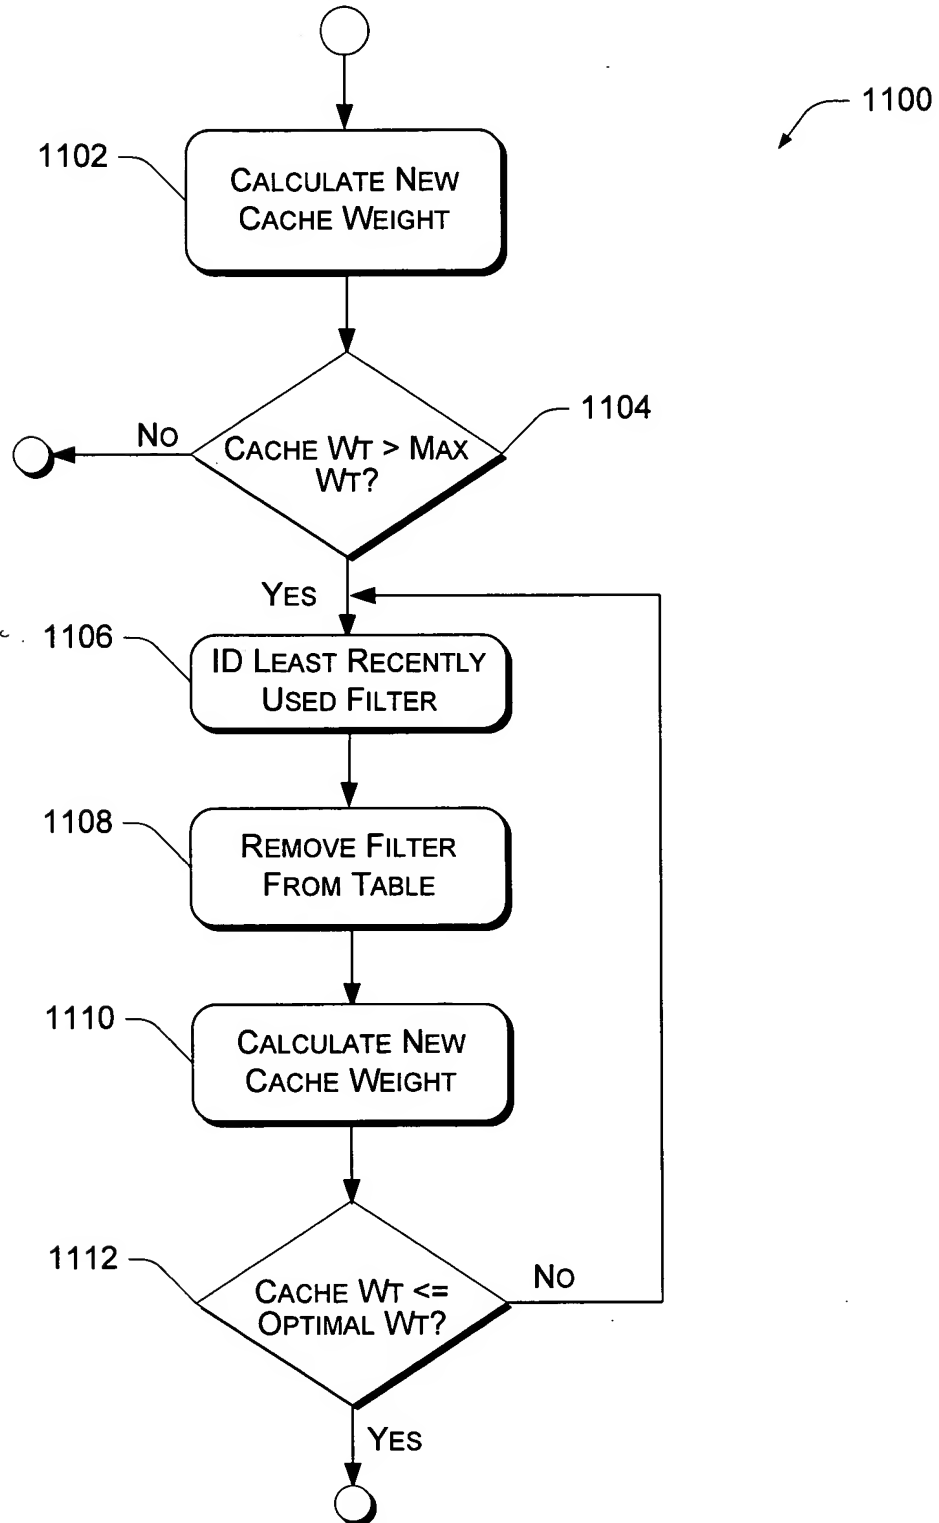 1100
1102
CALCULATE NEW
CACHE WEIGHT
1104
NO
CACHE WT > MAX
WT?
YES
1106
ID LEAST RECENTLY
USED FILTER
1108
REMOVE FILTER
FROM TABLE
1110
CALCULATE NEW
CACHE WEIGHT
1112
CACHE WT <=
OPTIMAL WT?
NO
YES